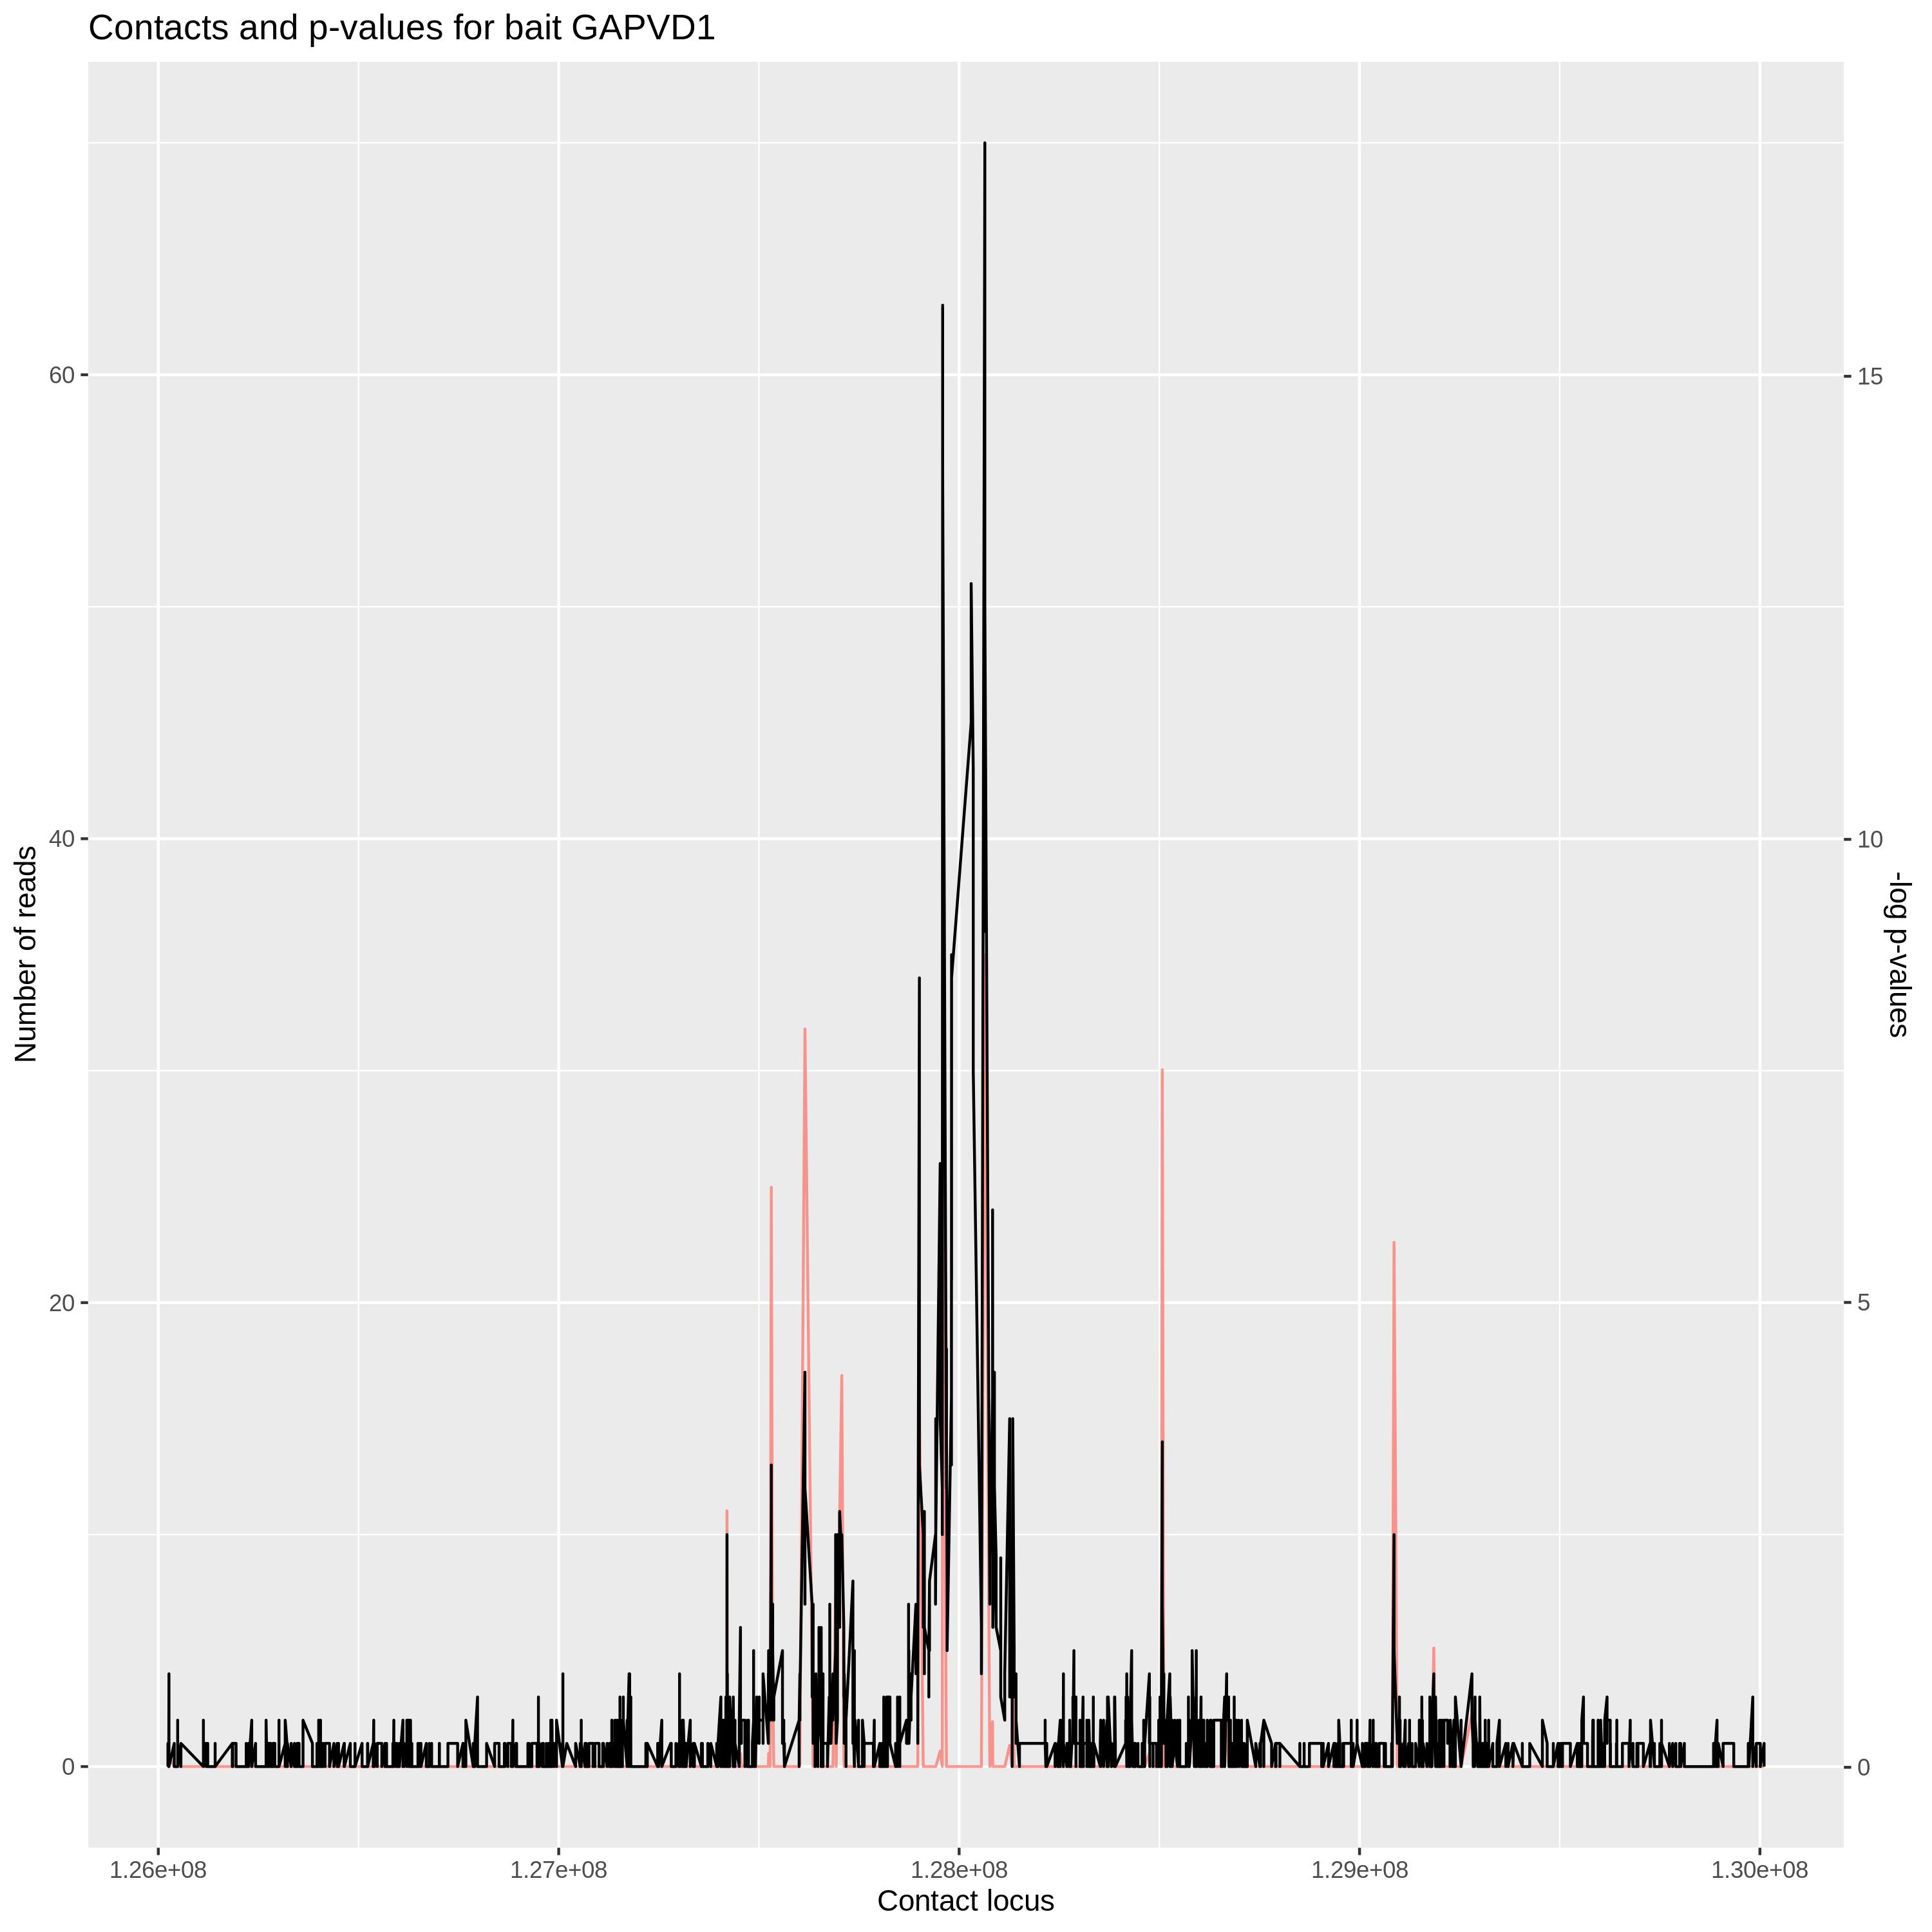 Contacts and p-values for bait GAPVD1
Number of reads
60
40
20
0
15
10
5
0
-log p-values
1.26e+08 1.27e+08 1.28e+08 1.29e+08 1.30e+08
Contact locus